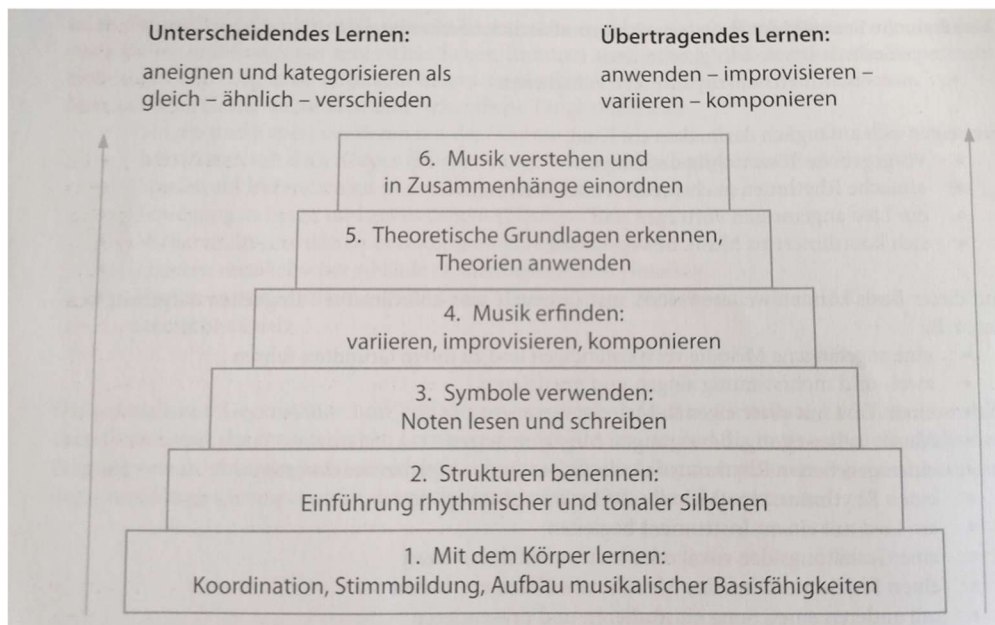 Unterscheidendes Lernen:
aneignen und kategorisieren als
gleich – ähnlich – verschieden
Übertragendes Lernen:
anwenden – improvisieren –
variieren – komponieren
6. Musik verstehen und
in Zusammenhänge einordnen
5. Theoretische Grundlagen erkennen,
Theorien anwenden
4. Musik erfinden:
variieren, improvisieren, komponieren
3. Symbole verwenden:
Noten lesen und schreiben
2. Strukturen benennen:
Einführung rhythmischer und tonaler Silbenen
1. Mit dem Körper lernen:
Koordination, Stimmbildung, Aufbau musikalischer Basisfähigkeiten